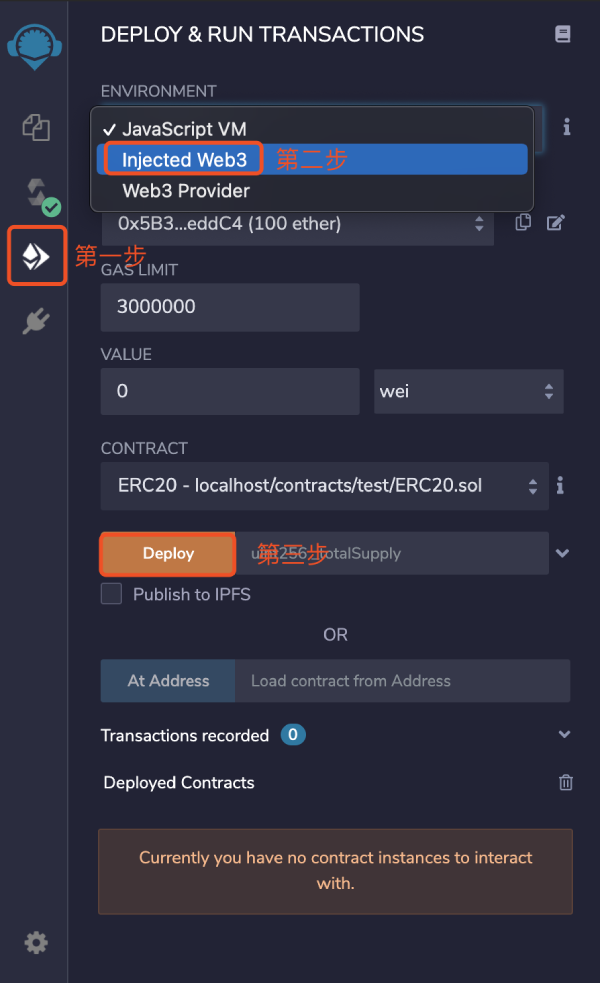 DEPLOY & RUN TRANSACTIONS
ENVIRONMENT
✓ JavaScript VM
Injected Web3 第二步
Web3 Provider
0x5B3...eddC4 (100 ether)
第一步
GAS LIMIT
3000000
VALUE
0 wei
CONTRACT
ERC20 - localhost/contracts/test/ERC20.sol
Deploy uint256 _totalSupply
第三步
Publish to IPFS
OR
At Address Load contract from Address
Transactions recorded 0
Deployed Contracts
Currently you have no contract instances to interact
with.